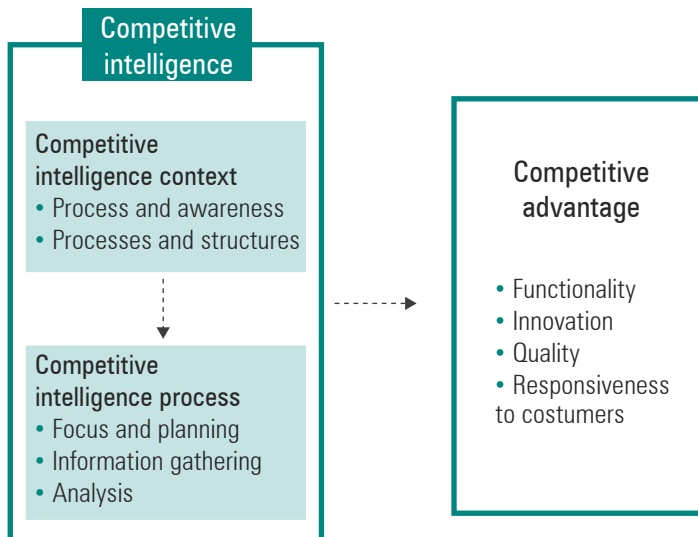 Competitive
intelligence
Competitive
intelligence context
• Process and awareness
• Processes and structures
Competitive
intelligence process
• Focus and planning
• Information gathering
• Analysis
Competitive
advantage
• Functionality
• Innovation
• Quality
• Responsiveness
to costumers